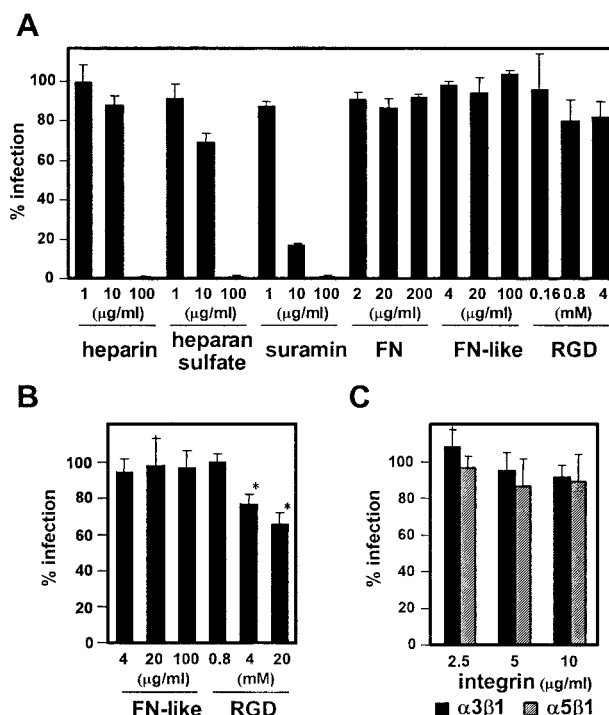 A
% infection
100
80
60
40
20
0
1 10 100 1 10 100 1 10 100 2 20 200 4 20 100 0.16 0.8 4
(μg/ml) (μg/ml) (μg/ml) (μg/ml) (μg/ml) (mM)
heparin heparan sulfate suramin FN FN-like RGD
B
% infection
100
80
60
40
20
0
4 20 100 0.8 4 20
* *
(μg/ml) (mM)
FN-like RGD
C
% infection
100
80
60
40
20
0
2.5 5 10
integrin (μg/ml)
α3β1 α5β1